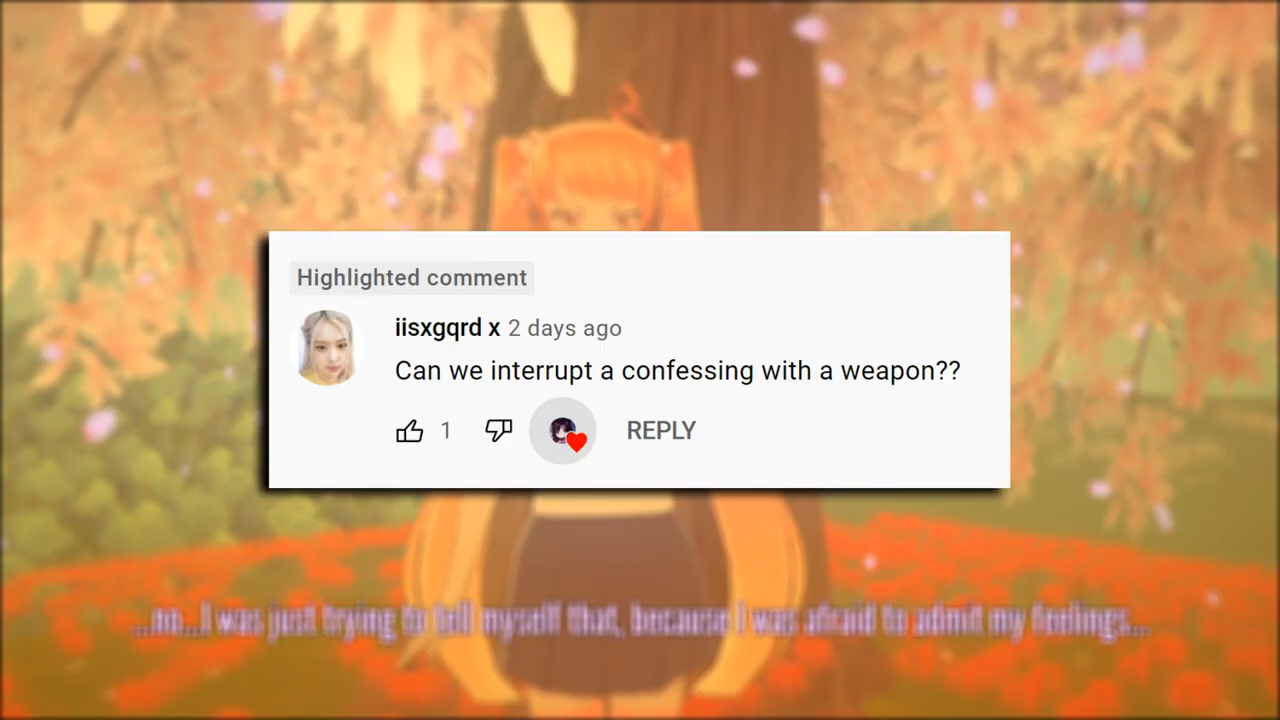 Highlighted comment
iisxgqrd x 2 days ago
Can we interrupt a confessing with a weapon??
1 REPLY
...no...I was just trying to tell myself that, because I was afraid to admit my feelings...